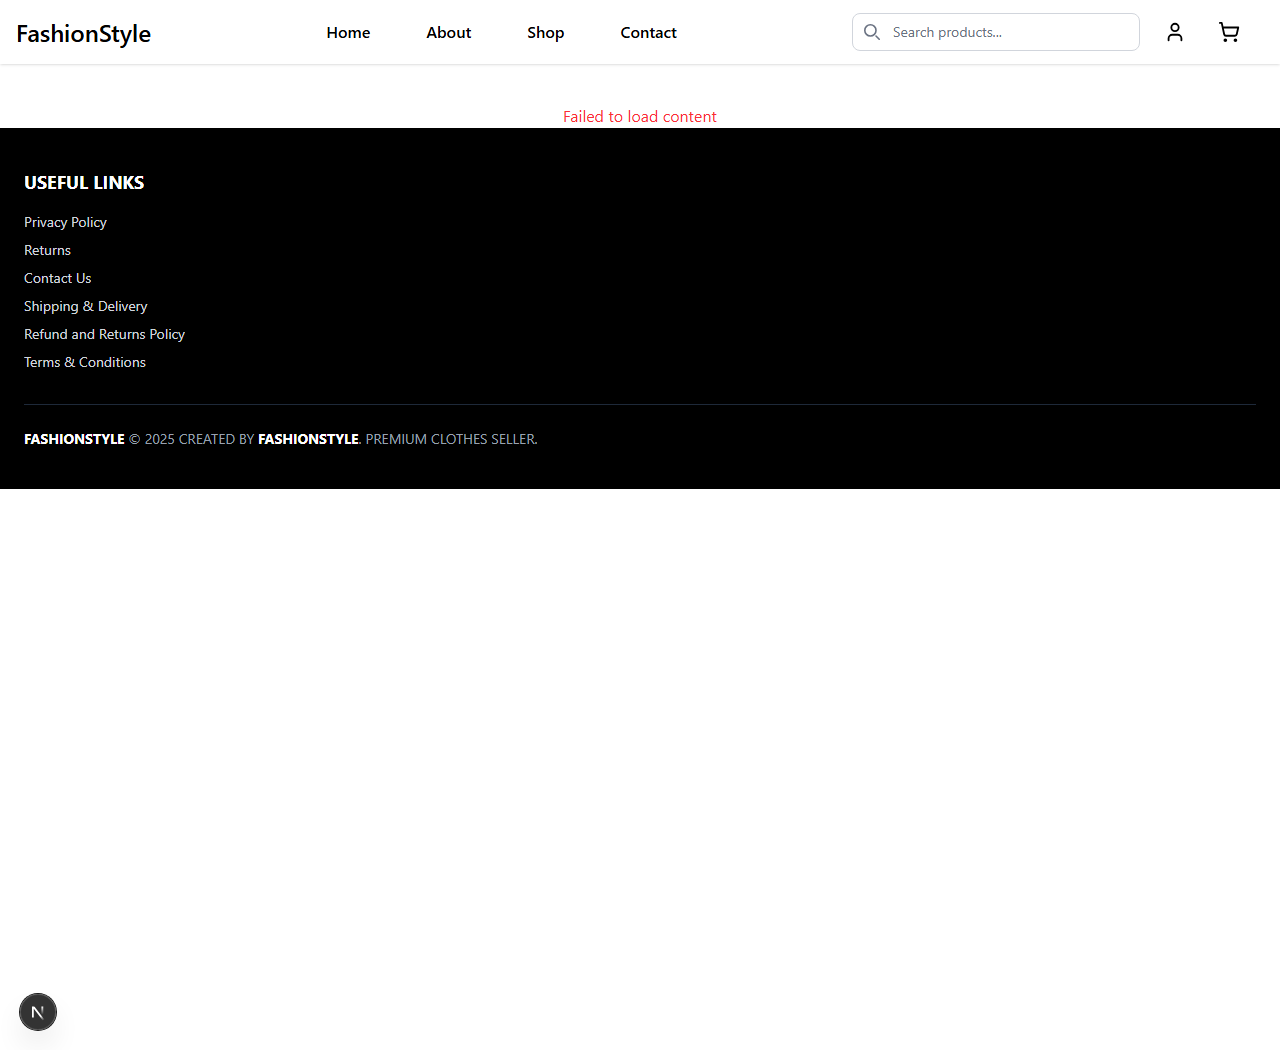 FashionStyle
Home About Shop Contact
Search products...
Failed to load content
USEFUL LINKS
Privacy Policy
Returns
Contact Us
Shipping & Delivery
Refund and Returns Policy
Terms & Conditions
FASHIONSTYLE © 2025 CREATED BY FASHIONSTYLE. PREMIUM CLOTHES SELLER.
N